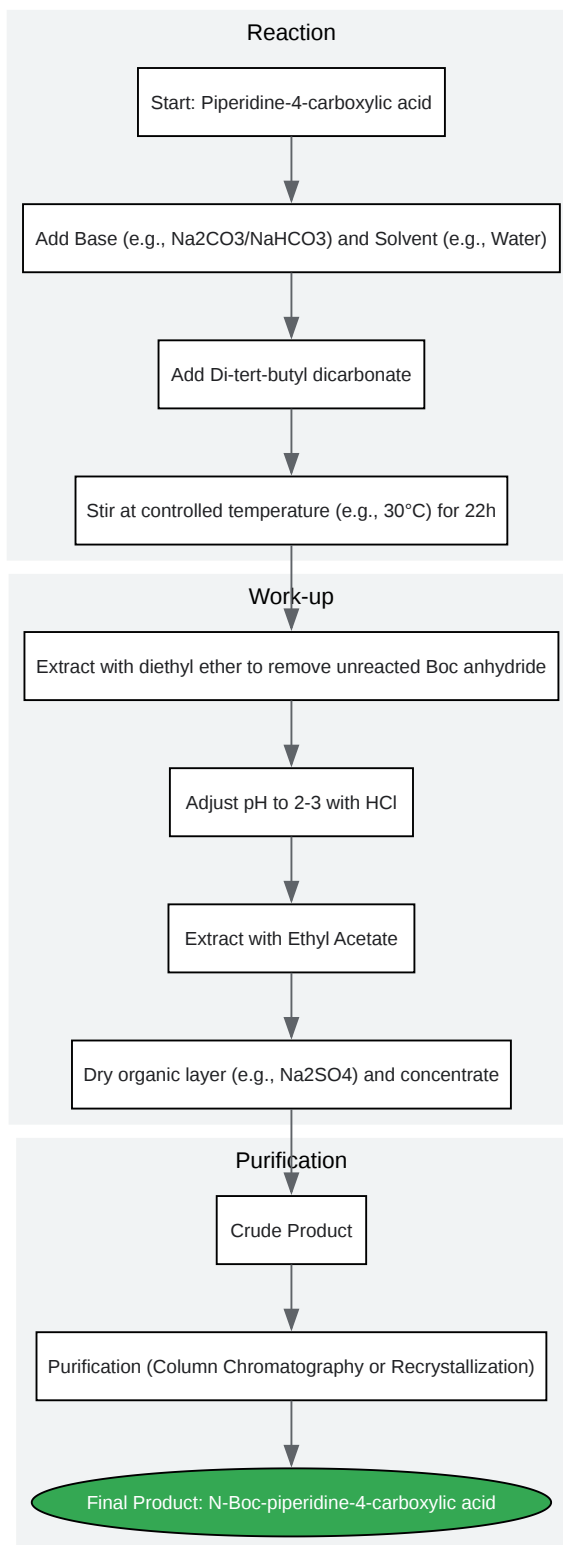 Reaction
Start: Piperidine-4-carboxylic acid
Add Base (e.g., Na2CO3/NaHCO3) and Solvent (e.g., Water)
Add Di-tert-butyl dicarbonate
Stir at controlled temperature (e.g., 30°C) for 22h
Work-up
Extract with diethyl ether to remove unreacted Boc anhydride
Adjust pH to 2-3 with HCl
Extract with Ethyl Acetate
Dry organic layer (e.g., Na2SO4) and concentrate
Purification
Crude Product
Purification (Column Chromatography or Recrystallization)
Final Product: N-Boc-piperidine-4-carboxylic acid